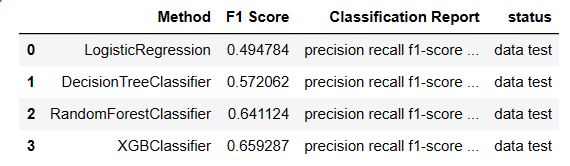 Method F1 Score Classification Report status
0 LogisticRegression 0.494784 precision recall f1-score ... data test
1 DecisionTreeClassifier 0.572062 precision recall f1-score ... data test
2 RandomForestClassifier 0.641124 precision recall f1-score ... data test
3 XGBClassifier 0.659287 precision recall f1-score ... data test